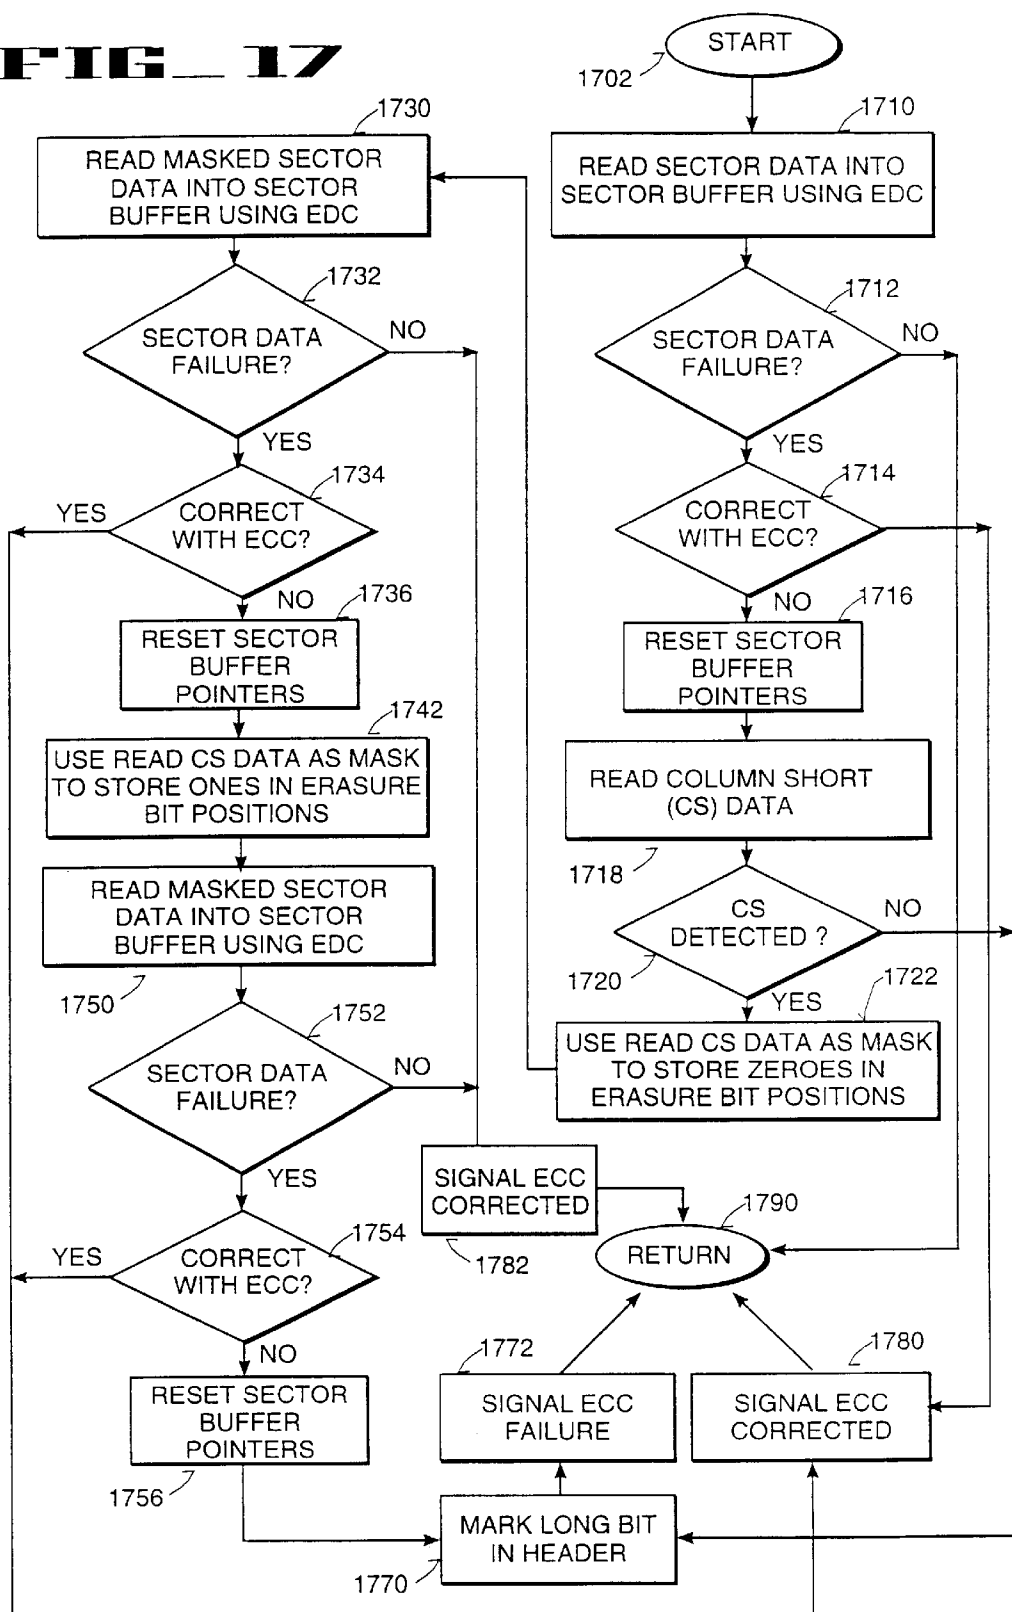 FIG_17
START
1702
1710
READ SECTOR DATA INTO
SECTOR BUFFER USING EDC
1712
SECTOR DATA
FAILURE?
NO
YES
1714
CORRECT
WITH ECC?
NO
1716
RESET SECTOR
BUFFER
POINTERS
READ COLUMN SHORT
(CS) DATA
1718
CS
DETECTED ?
NO
1720
YES
1722
USE READ CS DATA AS MASK
TO STORE ZEROES IN
ERASURE BIT POSITIONS
1730
READ MASKED SECTOR
DATA INTO SECTOR
BUFFER USING EDC
1732
SECTOR DATA
FAILURE?
NO
YES
1734
YES
CORRECT
WITH ECC?
NO
1736
RESET SECTOR
BUFFER
POINTERS
1742
USE READ CS DATA AS MASK
TO STORE ONES IN ERASURE
BIT POSITIONS
READ MASKED SECTOR
DATA INTO SECTOR
BUFFER USING EDC
1750
1752
SECTOR DATA
FAILURE?
NO
YES
1754
YES
CORRECT
WITH ECC?
NO
RESET SECTOR
BUFFER
POINTERS
1756
SIGNAL ECC
CORRECTED
1782
1790
RETURN
1772
SIGNAL ECC
FAILURE
1780
SIGNAL ECC
CORRECTED
MARK LONG BIT
IN HEADER
1770